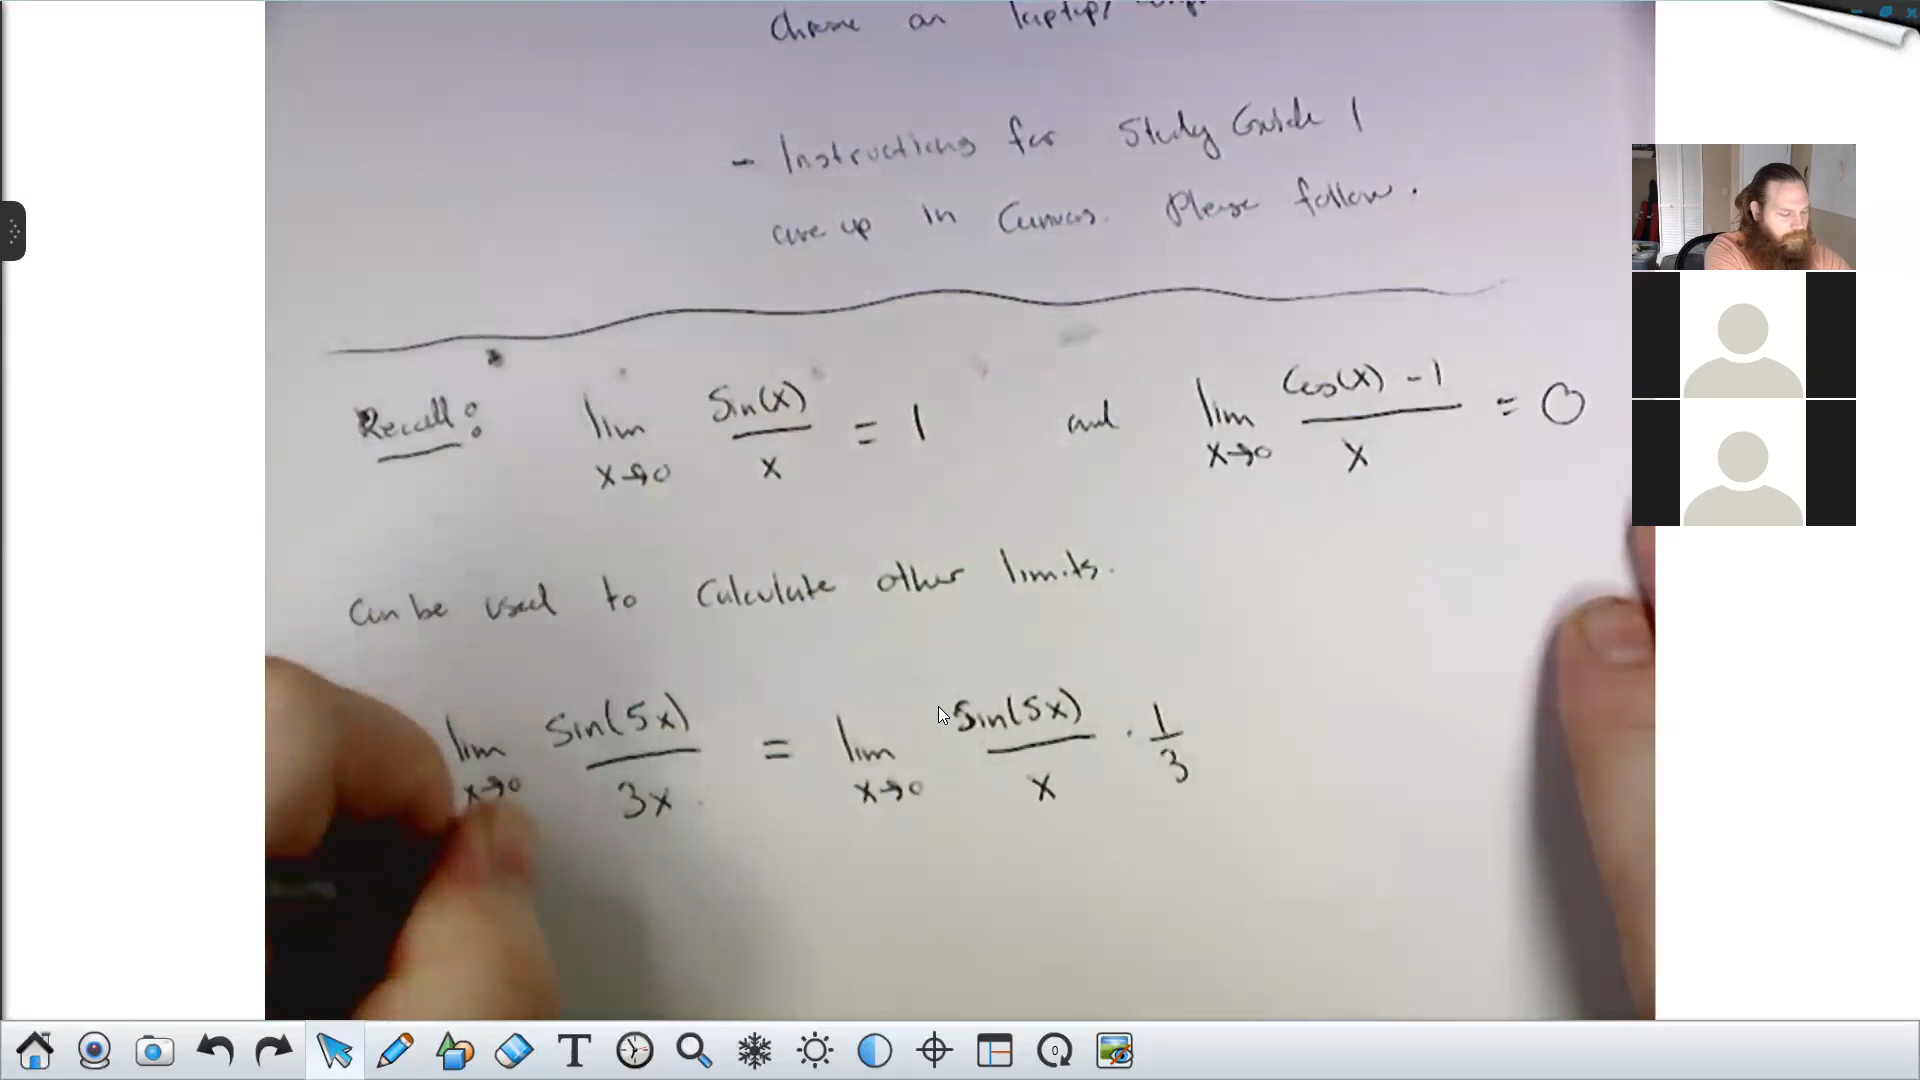 Chrome on laptop/
- Instructions for Study Guide 1
are up in Canvas. Please follow.
Recall: lim x→0 sin(x)/x = 1 and lim x→0 cos(x) - 1/x = 0
Can be used to calculate other limits.
lim x→0 sin(5x)/3x = lim x→0 sin(5x)/x · 1/3
T
0